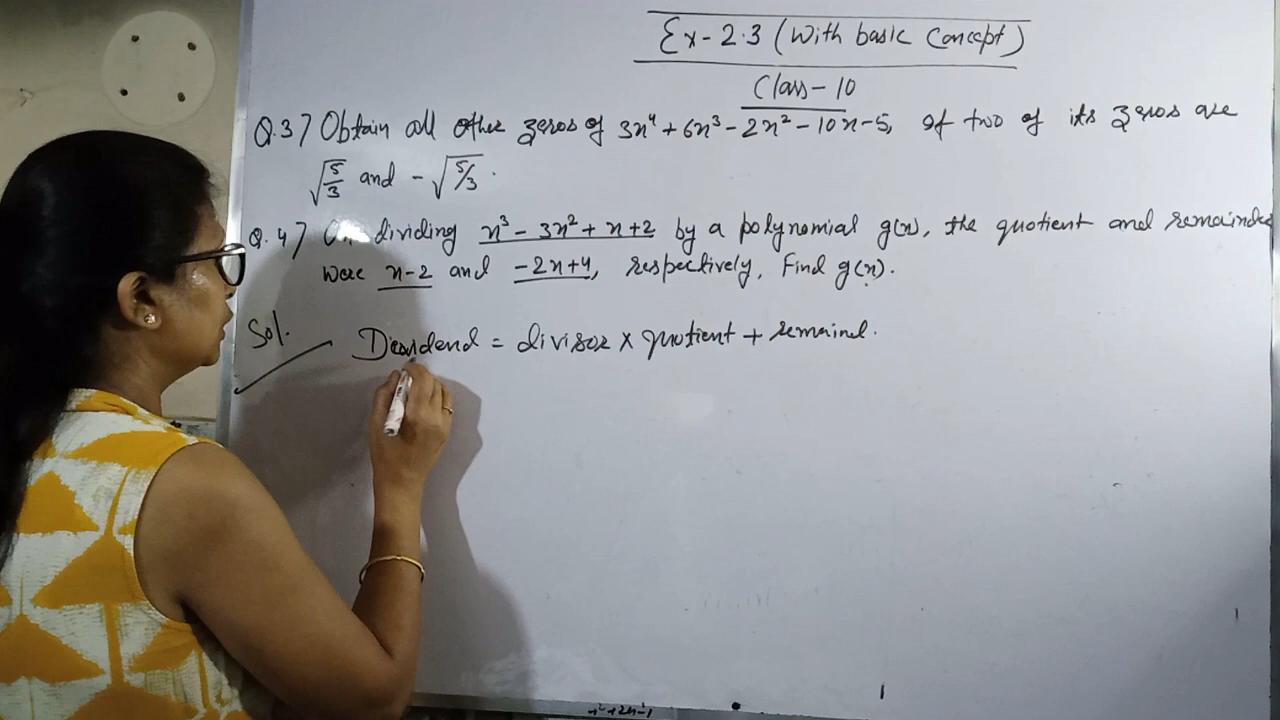 Ex-2.3 (With basic Concept)
Class-10
Q.3) Obtain all other zeros of 3x⁴ + 6x³ - 2x² - 10x - 5, if two of its zeros are
√5/3 and - √5/3.
Q.4) On dividing x³ - 3x² + x + 2 by a polynomial g(x), the quotient and remainder
were x-2 and -2x+4, respectively. Find g(x).
Sol. Dividend = divisor × quotient + remaind.